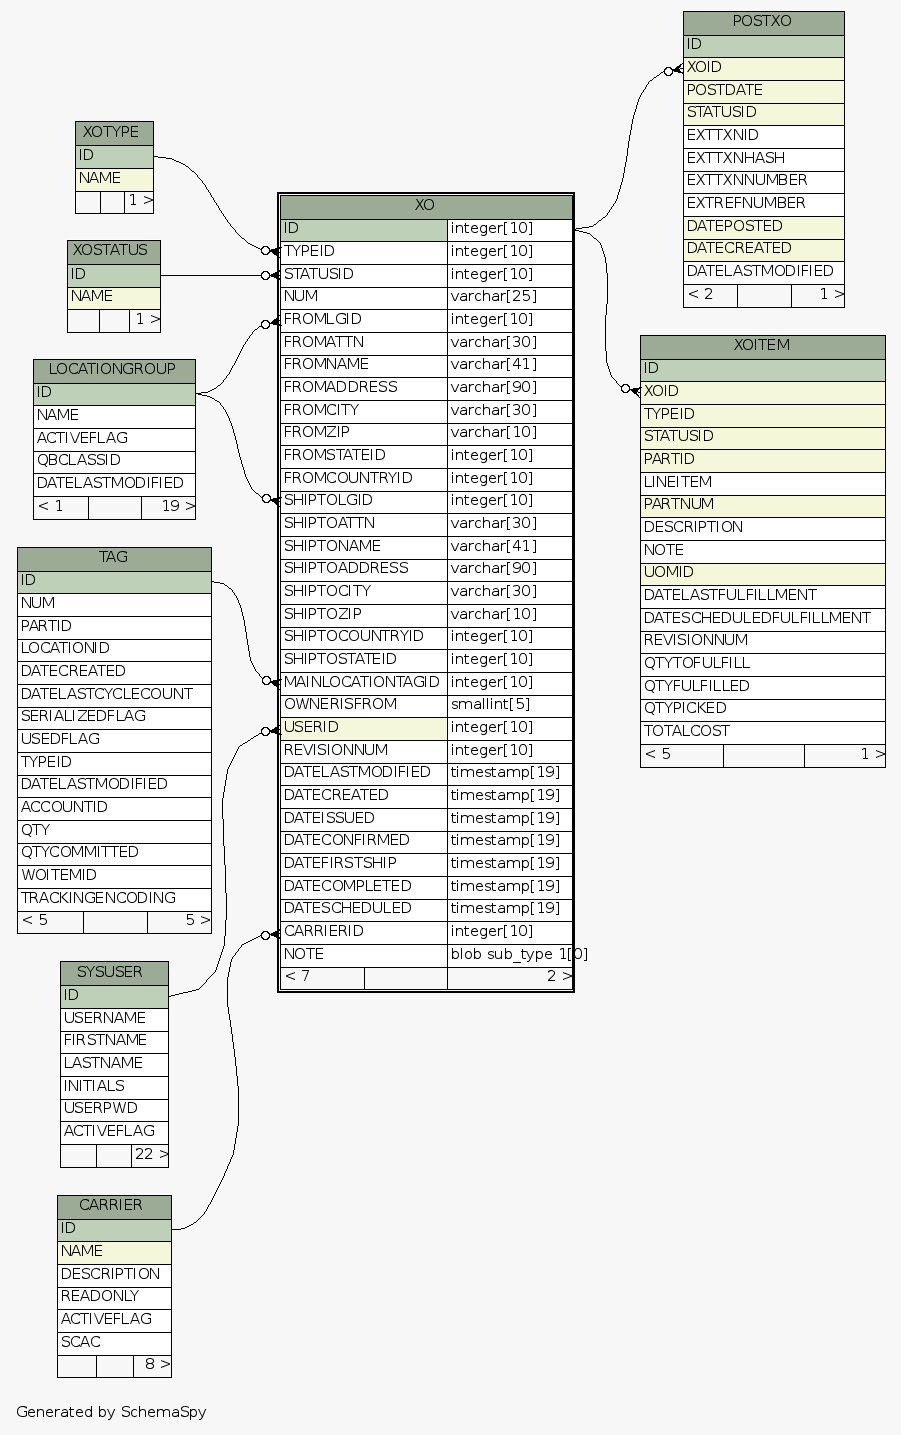 XOTYPE
ID
NAME
1 >
XOSTATUS
ID
NAME
1 >
LOCATIONGROUP
ID
NAME
ACTIVEFLAG
QBCLASSID
DATELASTMODIFIED
< 1 19 >
TAG
ID
NUM
PARTID
LOCATIONID
DATECREATED
DATELASTCYCLECOUNT
SERIALIZEDFLAG
USEDFLAG
TYPEID
DATELASTMODIFIED
ACCOUNTID
QTY
QTYCOMMITTED
WOITEMID
TRACKINGENCODING
< 5 5 >
SYSUSER
ID
USERNAME
FIRSTNAME
LASTNAME
INITIALS
USERPWD
ACTIVEFLAG
22 >
CARRIER
ID
NAME
DESCRIPTION
READONLY
ACTIVEFLAG
SCAC
8 >
XO
ID integer[10]
TYPEID integer[10]
STATUSID integer[10]
NUM varchar[25]
FROMLGID integer[10]
FROMATTN varchar[30]
FROMNAME varchar[41]
FROMADDRESS varchar[90]
FROMCITY varchar[30]
FROMZIP varchar[10]
FROMSTATEID integer[10]
FROMCOUNTRYID integer[10]
SHIPTOLGID integer[10]
SHIPTOATTN varchar[30]
SHIPTONAME varchar[41]
SHIPTOADDRESS varchar[90]
SHIPTOCITY varchar[30]
SHIPTOZIP varchar[10]
SHIPTOCOUNTRYID integer[10]
SHIPTOSTATEID integer[10]
MAINLOCATIONTAGID integer[10]
OWNERISFROM smallint[5]
USERID integer[10]
REVISIONNUM integer[10]
DATELASTMODIFIED timestamp[19]
DATECREATED timestamp[19]
DATEISSUED timestamp[19]
DATECONFIRMED timestamp[19]
DATEFIRSTSHIP timestamp[19]
DATECOMPLETED timestamp[19]
DATESCHEDULED timestamp[19]
CARRIERID integer[10]
NOTE blob sub_type 1[0]
< 7 2 >
POSTXO
ID
XOID
POSTDATE
STATUSID
EXTTXNID
EXTTXNHASH
EXTTXNNUMBER
EXTREFNUMBER
DATEPOSTED
DATECREATED
DATELASTMODIFIED
< 2 1 >
XOITEM
ID
XOID
TYPEID
STATUSID
PARTID
LINEITEM
PARTNUM
DESCRIPTION
NOTE
UOMID
DATELASTFULFILLMENT
DATESCHEDULEDFULFILLMENT
REVISIONNUM
QTYTOFULFILL
QTYFULFILLED
QTYPICKED
TOTALCOST
< 5 1 >
Generated by SchemaSpy